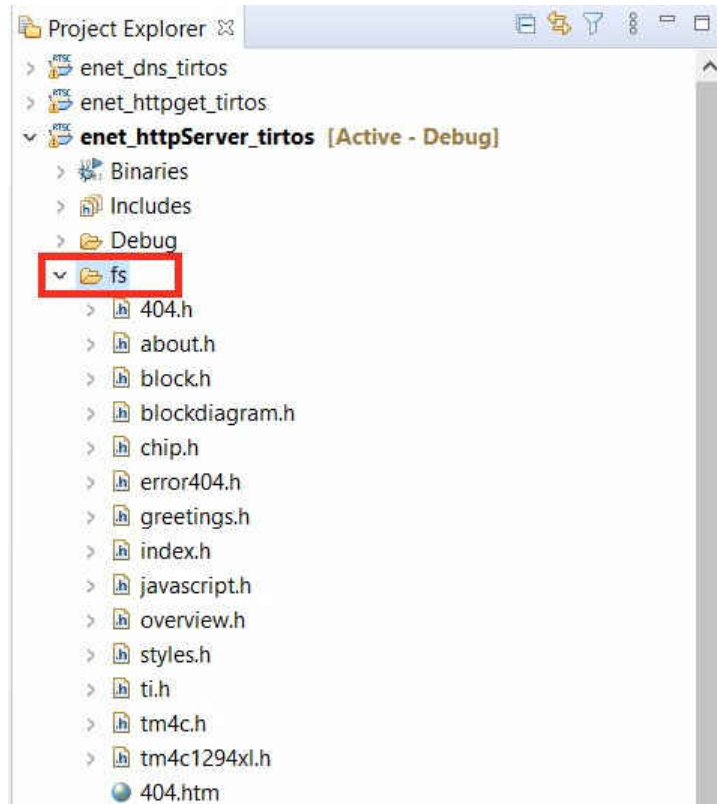 Project Explorer
enet_dns_tirtos
enet_httpget_tirtos
enet_httpServer_tirtos [Active - Debug]
Binaries
Includes
Debug
fs
404.h
about.h
block.h
blockdiagram.h
chip.h
error404.h
greetings.h
index.h
javascript.h
overview.h
styles.h
ti.h
tm4c.h
tm4c1294xl.h
404.htm